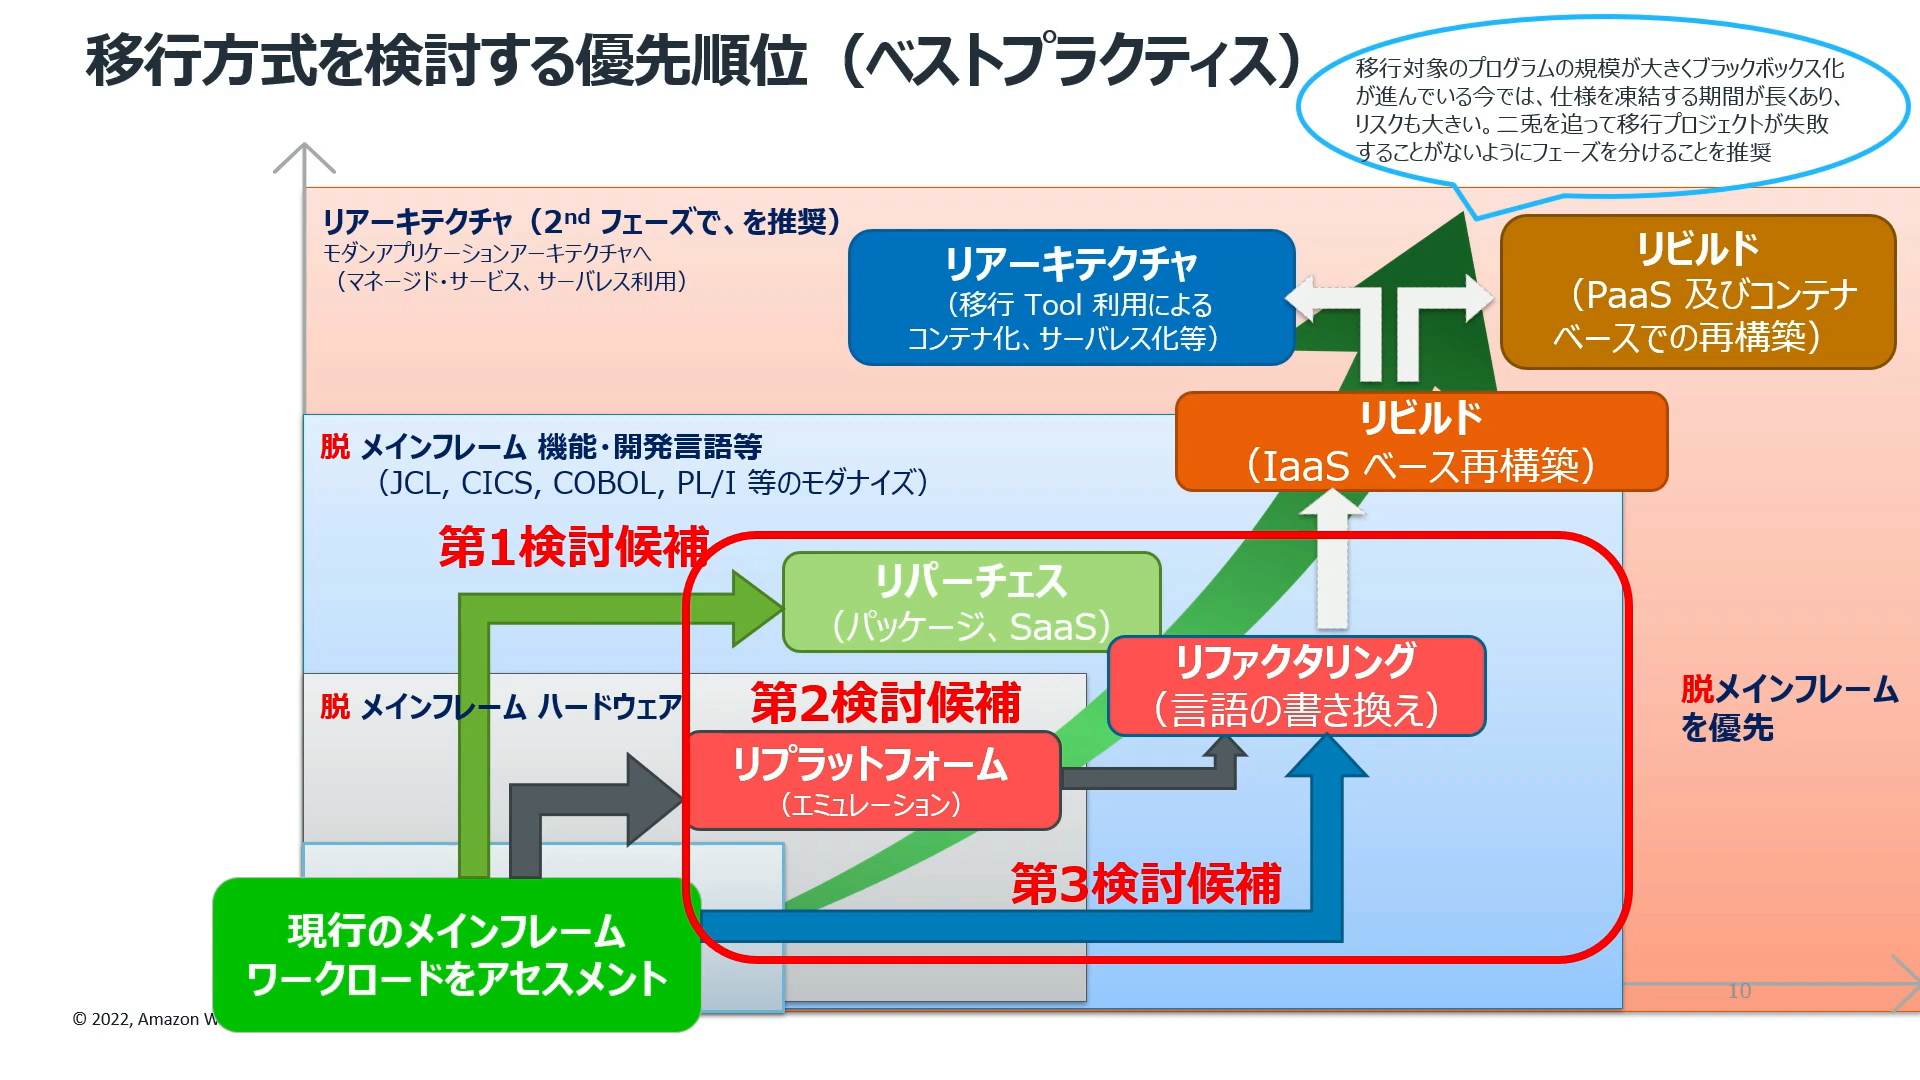 移行方式を検討する優先順位（ベストプラクティス）
移行対象のプログラムの規模が大きくブラックボックス化
が進んでいる今では、仕様を凍結する期間が長くあり、
リスクも大きい。二兎を追って移行プロジェクトが失敗
することがないようにフェーズを分けることを推奨
リアーキテクチャ（2nd フェーズで、を推奨）
モダンアプリケーションアーキテクチャへ
（マネージド・サービス、サーバレス利用）
リアーキテクチャ
（移行 Tool 利用による
コンテナ化、サーバレス化等）
リビルド
（PaaS 及びコンテナ
ベースでの再構築）
リビルド
（IaaS ベース再構築）
脱 メインフレーム 機能・開発言語等
（JCL, CICS, COBOL, PL/I 等のモダナイズ）
第1検討候補
リパーチェス
（パッケージ、SaaS）
リファクタリング
（言語の書き換え）
脱 メインフレーム ハードウェア
第2検討候補
リプラットフォーム
（エミュレーション）
脱メインフレーム
を優先
第3検討候補
現行のメインフレーム
ワークロードをアセスメント
10
© 2022, Amazon W